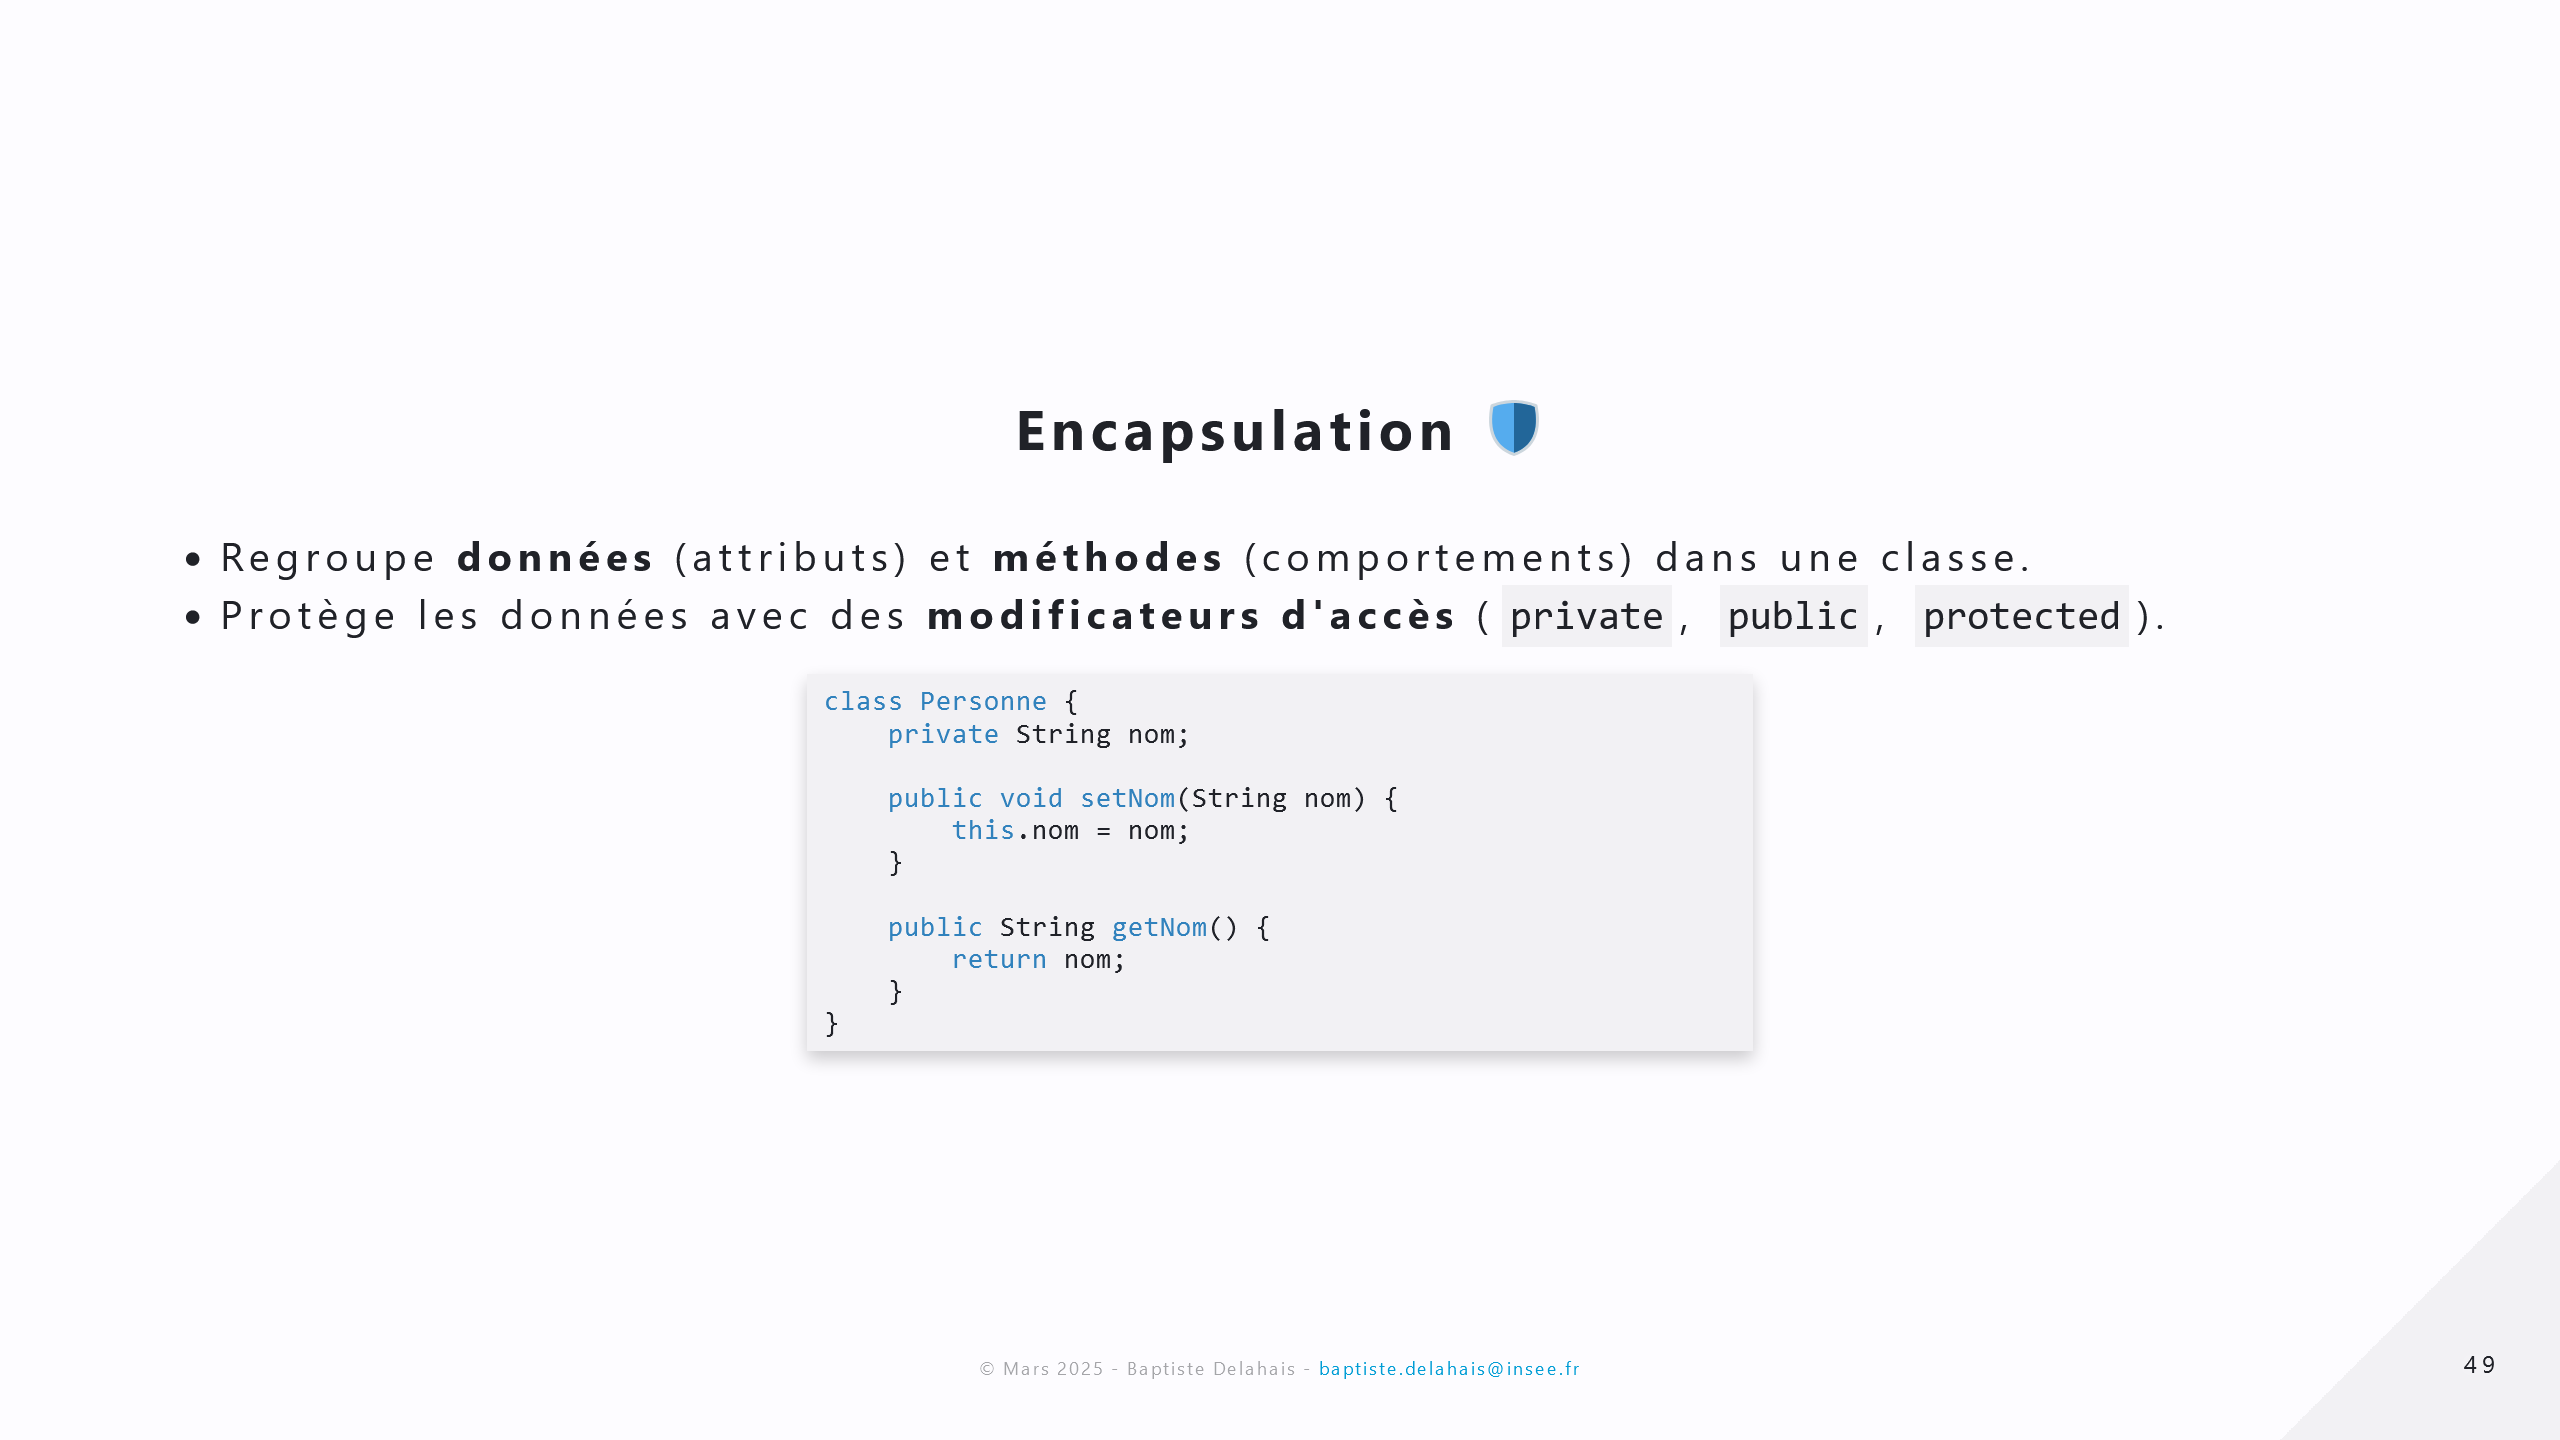 Encapsulation 🛡️
• Regroupe données (attributs) et méthodes (comportements) dans une classe.
• Protège les données avec des modificateurs d'accès ( private , public , protected ).
class Personne {
    private String nom;

    public void setNom(String nom) {
        this.nom = nom;
    }

    public String getNom() {
        return nom;
    }
}
© Mars 2025 - Baptiste Delahais - baptiste.delahais@insee.fr
49